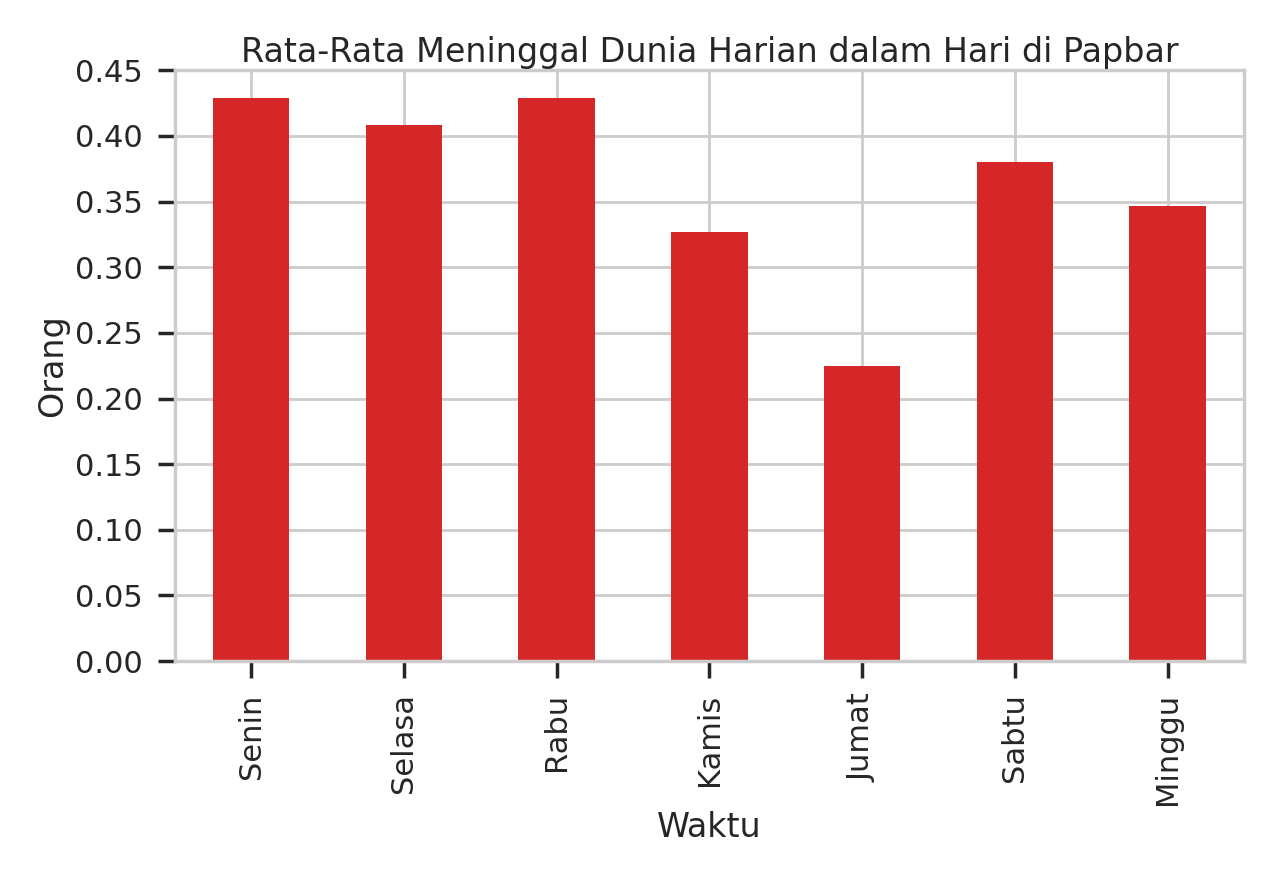 Rata-Rata Meninggal Dunia Harian dalam Hari di Papbar
0.45
0.40
0.35
0.30
0.25
0.20
0.15
0.10
0.05
0.00
Orang
Senin
Selasa
Rabu
Kamis
Jumat
Sabtu
Minggu
Waktu